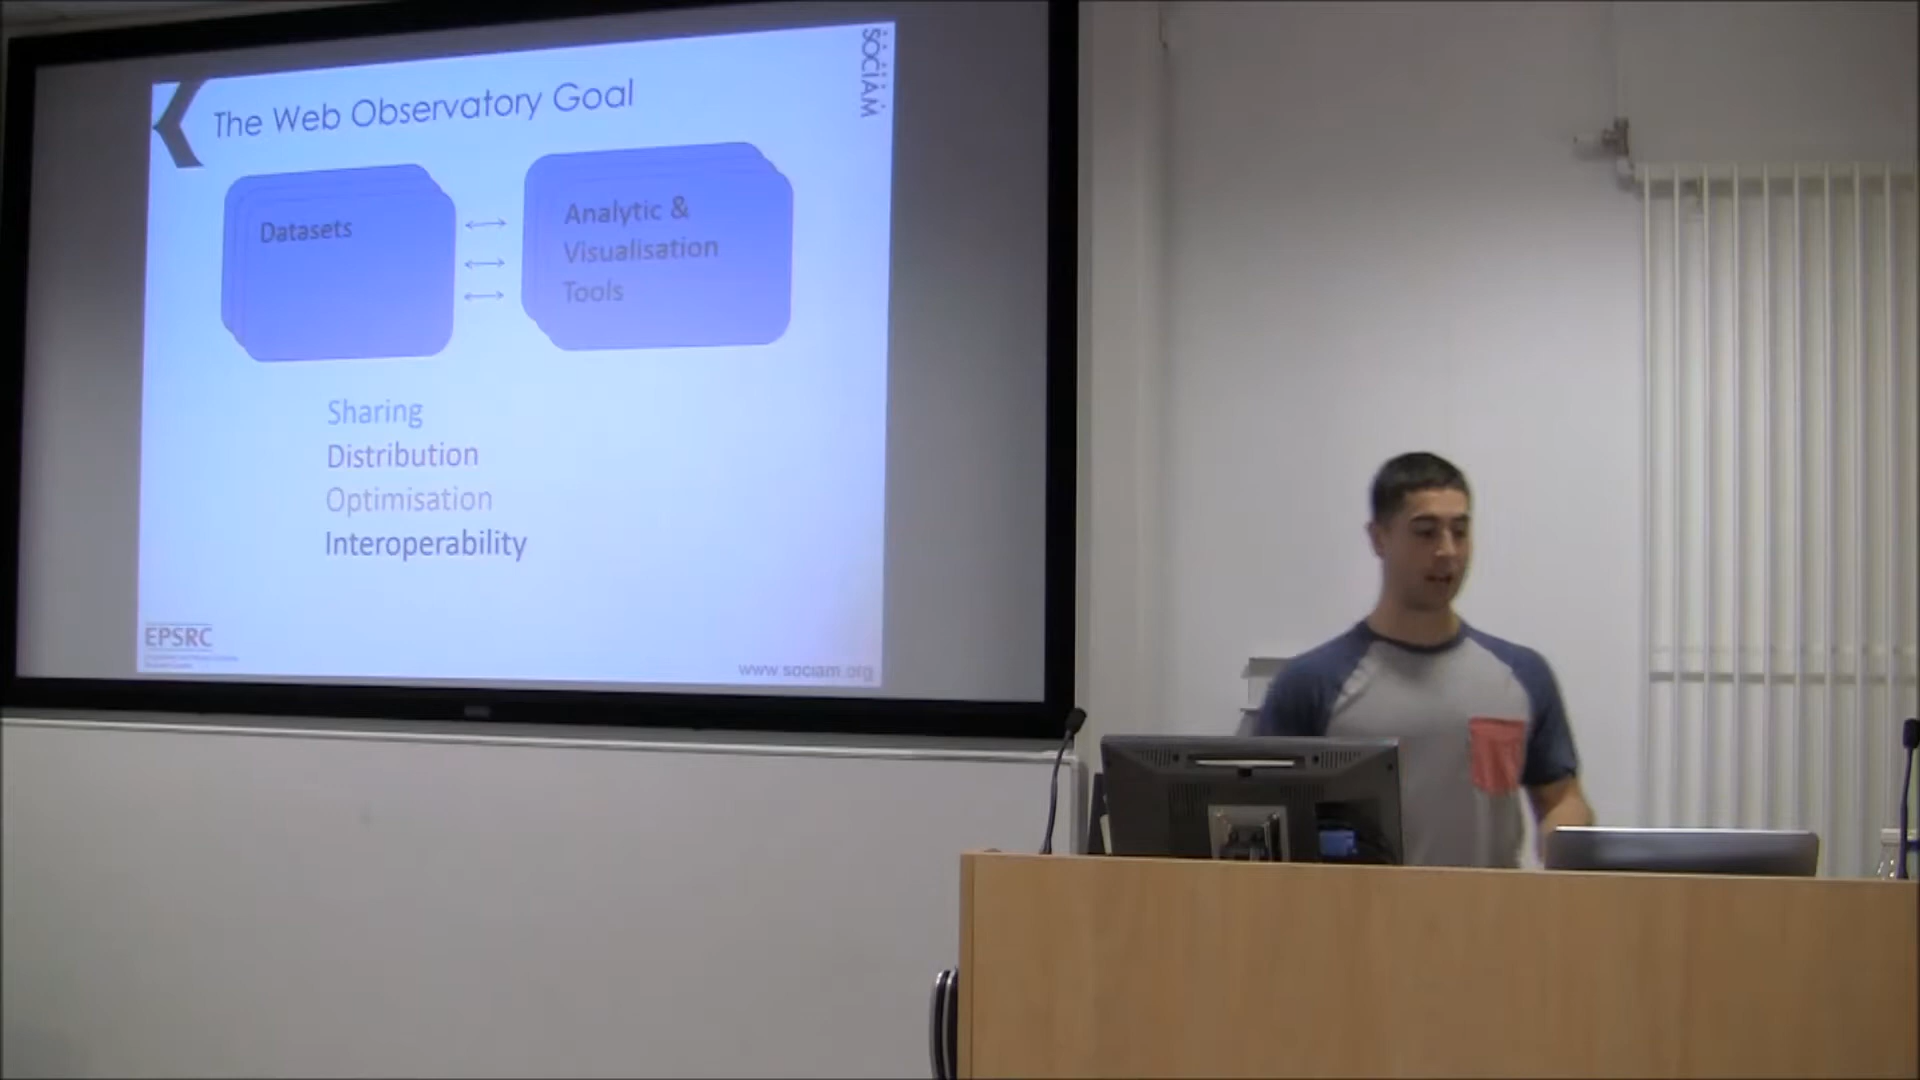 SOCIAM
The Web Observatory Goal
Datasets
Analytic &
Visualisation
Tools
Sharing
Distribution
Optimisation
Interoperability
EPSRC
www.sociam.org